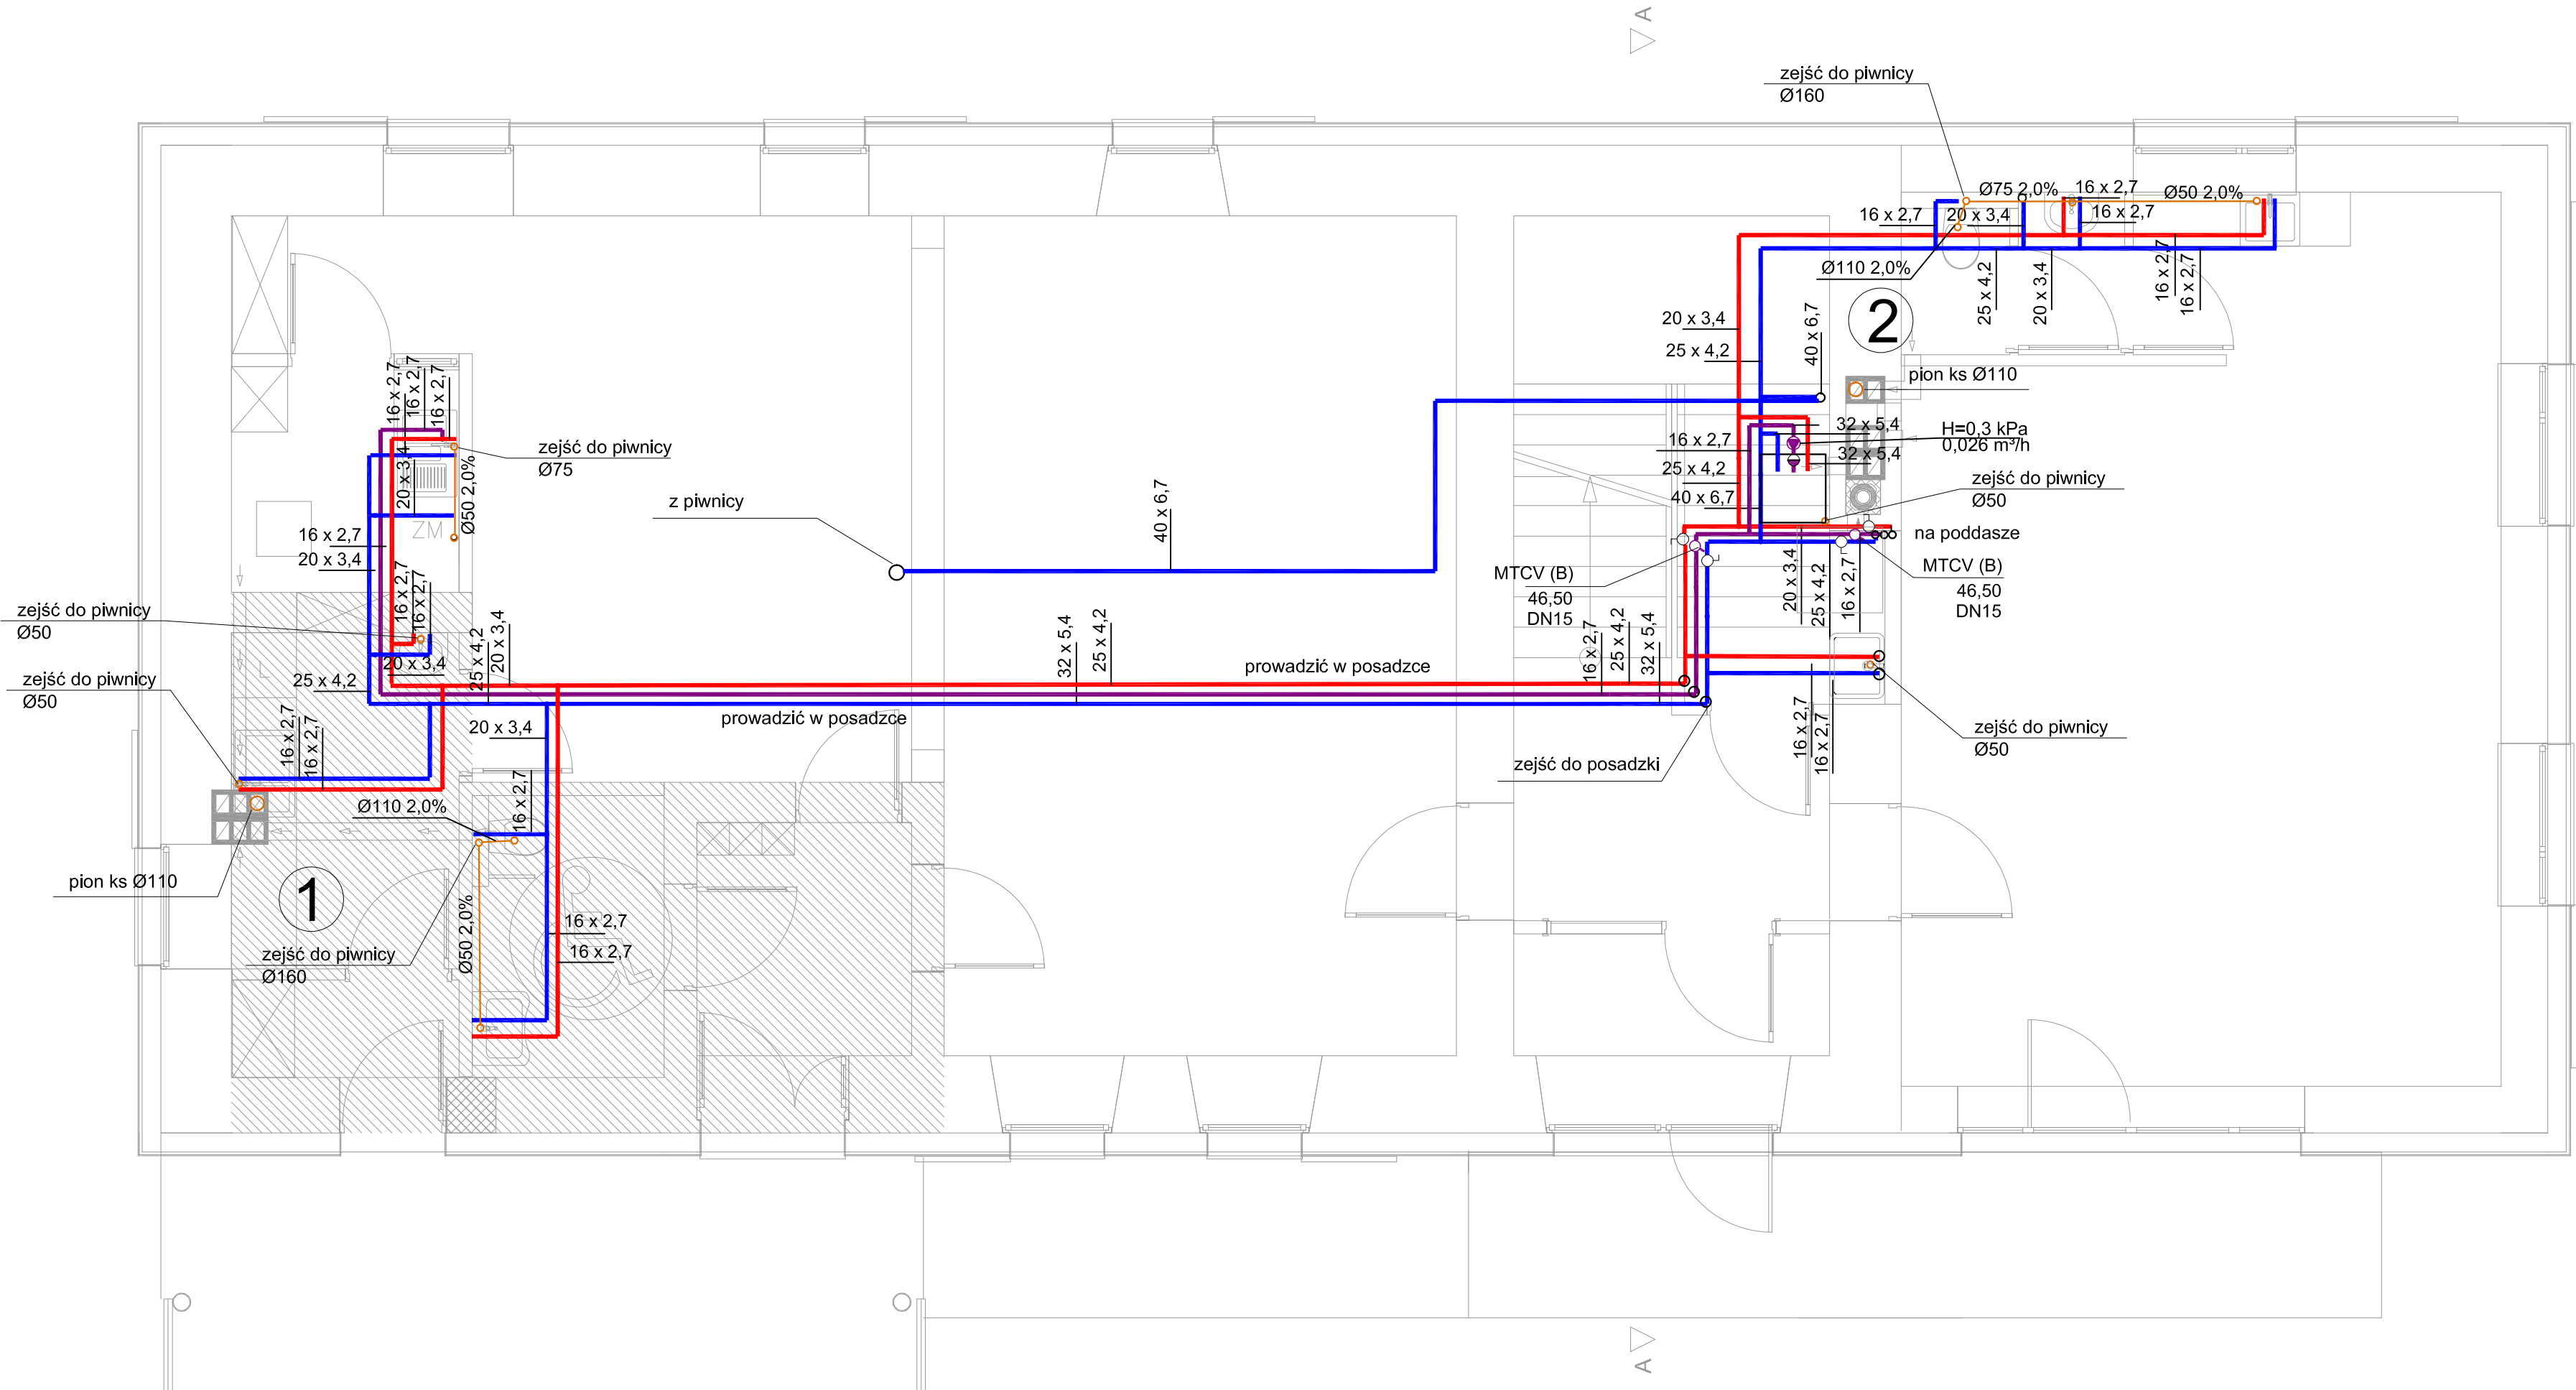 A
zejść do piwnicy
Ø160
Ø75 2,0%
16 x 2,7
Ø50 2,0%
16 x 2,7
20 x 3,4
16 x 2,7
Ø110 2,0%
25 x 4,2
20 x 3,4
16 x 2,7
16 x 2,7
2
20 x 3,4
25 x 4,2
40 x 6,7
pion ks Ø110
32 x 5,4
H=0,3 kPa
0,026 m³/h
32 x 5,4
16 x 2,7
25 x 4,2
40 x 6,7
zejść do piwnicy
Ø50
na poddasze
MTCV (B)
46,50
DN15
MTCV (B)
46,50
DN15
20 x 3,4
25 x 4,2
16 x 2,7
16 x 2,7
25 x 4,2
32 x 5,4
16 x 2,7
16 x 2,7
zejść do piwnicy
Ø50
zejść do posadzki
16 x 2,7
16 x 2,7
16 x 2,7
20 x 3,4
zejść do piwnicy
Ø75
Ø50 2,0%
ZM
z piwnicy
40 x 6,7
16 x 2,7
20 x 3,4
16 x 2,7
16 x 2,7
zejść do piwnicy
Ø50
20 x 3,4
25 x 4,2
20 x 3,4
32 x 5,4
25 x 4,2
prowadzić w posadzce
zejść do piwnicy
Ø50
L
25 x 4,2
prowadzić w posadzce
16 x 2,7
16 x 2,7
20 x 3,4
16 x 2,7
Ø110 2,0%
pion ks Ø110
1
Ø50 2,0%
16 x 2,7
16 x 2,7
zejść do piwnicy
Ø160
A